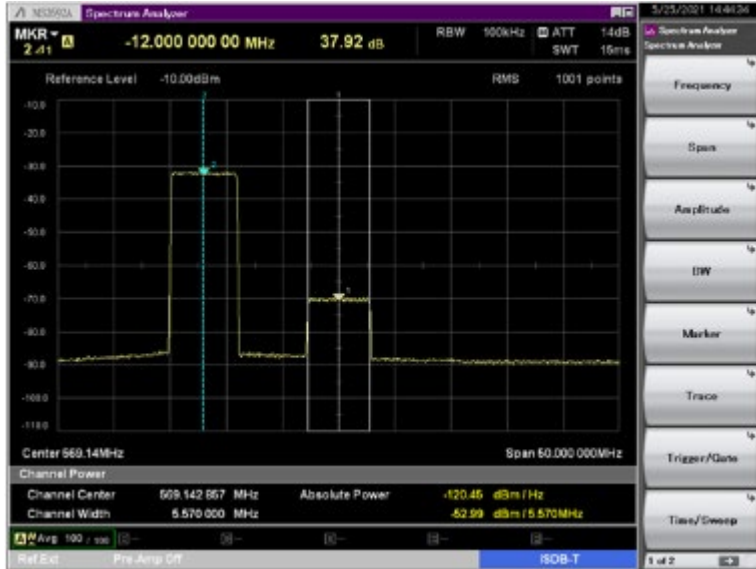 MS2692A Spectrum Analyzer
5/25/2021 14:44:34
MKR
2 Δ1 A
-12.000 000 00 MHz
37.92 dB
RBW 100kHz ATT 14dB
SWT 15ms
Spectrum Analyzer
Spectrum Analyzer
Reference Level -10.00dBm
RMS 1001 points
Frequency
Span
Amplitude
BW
Marker
Trace
Trigger/Gate
Time/Sweep
1 of 2
-10.0
-20.0
-30.0
-40.0
-50.0
-60.0
-70.0
-80.0
-90.0
-100.0
-110.0
2
1
Center 569.14MHz
Span 50.000 000MHz
Channel Power
Channel Center 569.142 857 MHz Absolute Power -120.45 dBm/Hz
Channel Width 5.570 000 MHz -52.99 dBm/5.570MHz
A Avg 100 / 100
Ref.Ext Pre-Amp Off ISDB-T